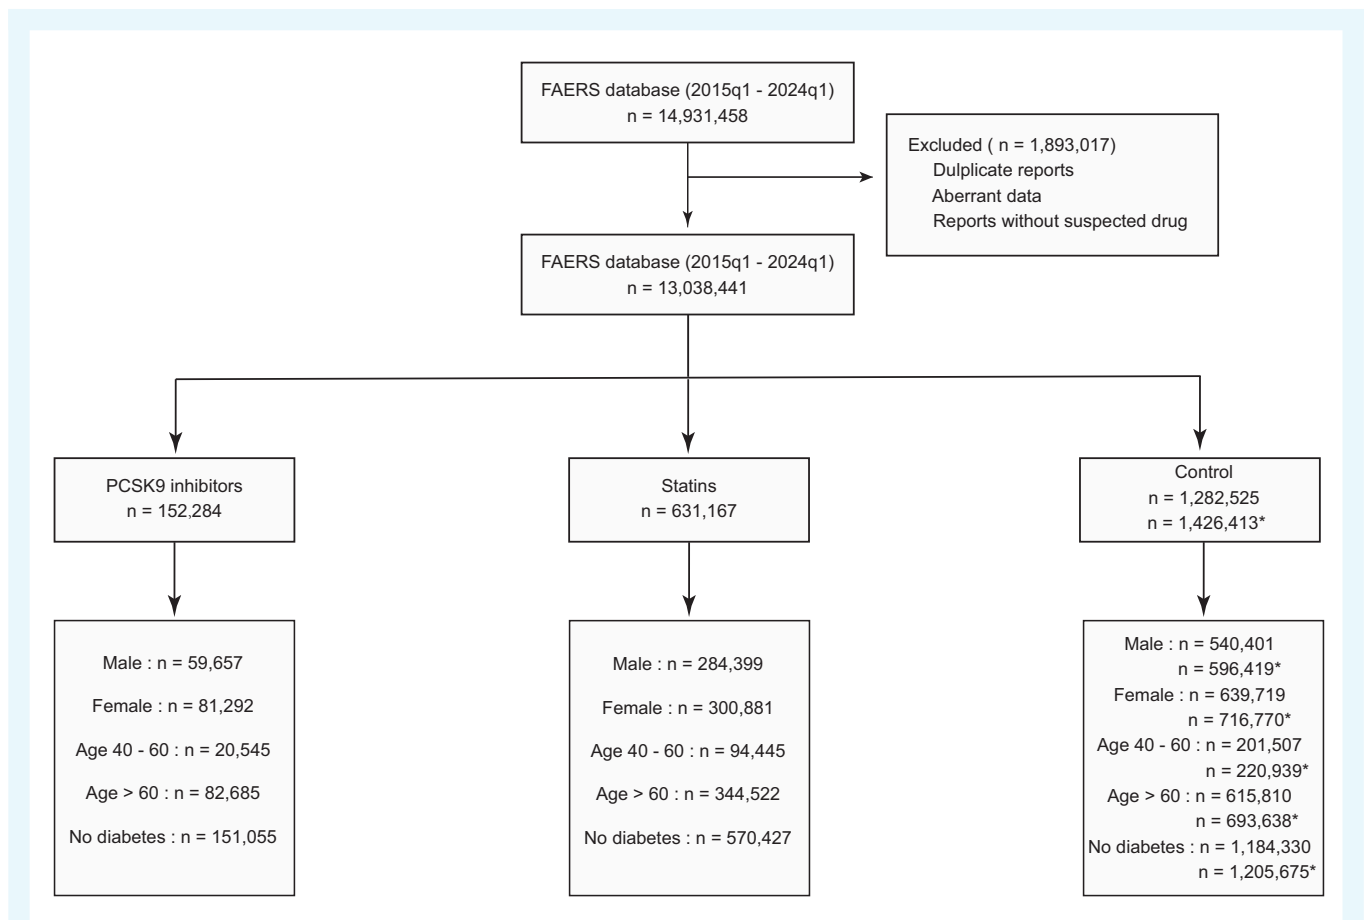 FAERS database (2015q1 - 2024q1)
n = 14,931,458
Excluded ( n = 1,893,017)
Dulplicate reports
Aberrant data
Reports without suspected drug
FAERS database (2015q1 - 2024q1)
n = 13,038,441
PCSK9 inhibitors
n = 152,284
Statins
n = 631,167
Control
n = 1,282,525
n = 1,426,413*
Male : n = 59,657
Female : n = 81,292
Age 40 - 60 : n = 20,545
Age > 60 : n = 82,685
No diabetes : n = 151,055
Male : n = 284,399
Female : n = 300,881
Age 40 - 60 : n = 94,445
Age > 60 : n = 344,522
No diabetes : n = 570,427
Male : n = 540,401
n = 596,419*
Female : n = 639,719
n = 716,770*
Age 40 - 60 : n = 201,507
n = 220,939*
Age > 60 : n = 615,810
n = 693,638*
No diabetes : n = 1,184,330
n = 1,205,675*